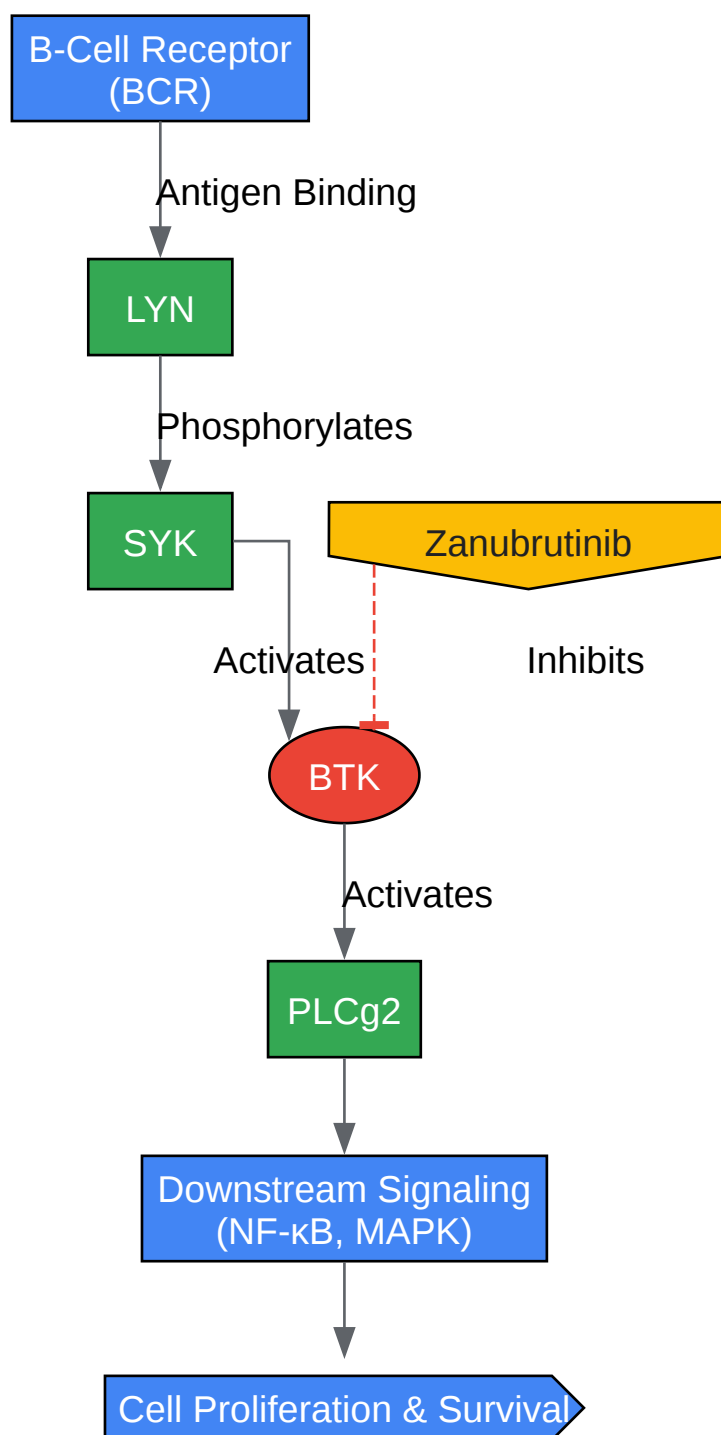 B-Cell Receptor
(BCR)
Antigen Binding
LYN
Phosphorylates
SYK
Zanubrutinib
Activates
Inhibits
BTK
Activates
PLCg2
Downstream Signaling
(NF-κB, MAPK)
Cell Proliferation & Survival